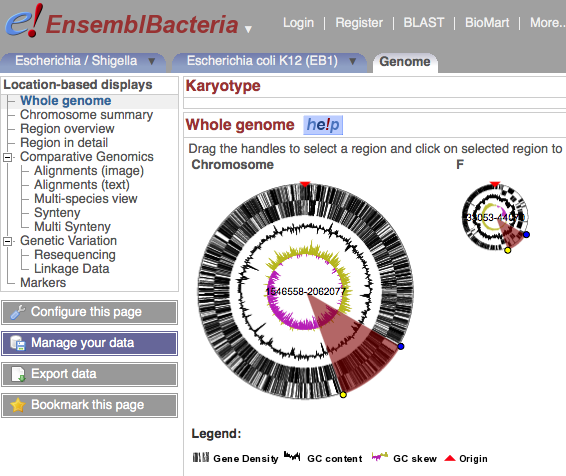 e! EnsemblBacteria
Login | Register | BLAST | BioMart | More..
Escherichia / Shigella
Escherichia coli K12 (EB1)
Genome
Location-based displays
Whole genome
Chromosome summary
Region overview
Region in detail
Comparative Genomics
Alignments (image)
Alignments (text)
Multi-species view
Synteny
Multi Synteny
Genetic Variation
Resequencing
Linkage Data
Markers
Configure this page
Manage your data
Export data
Bookmark this page
Karyotype
Whole genome help
Drag the handles to select a region and click on selected region to
Chromosome
F
1546558-2062077
Legend:
Gene Density GC content GC skew Origin